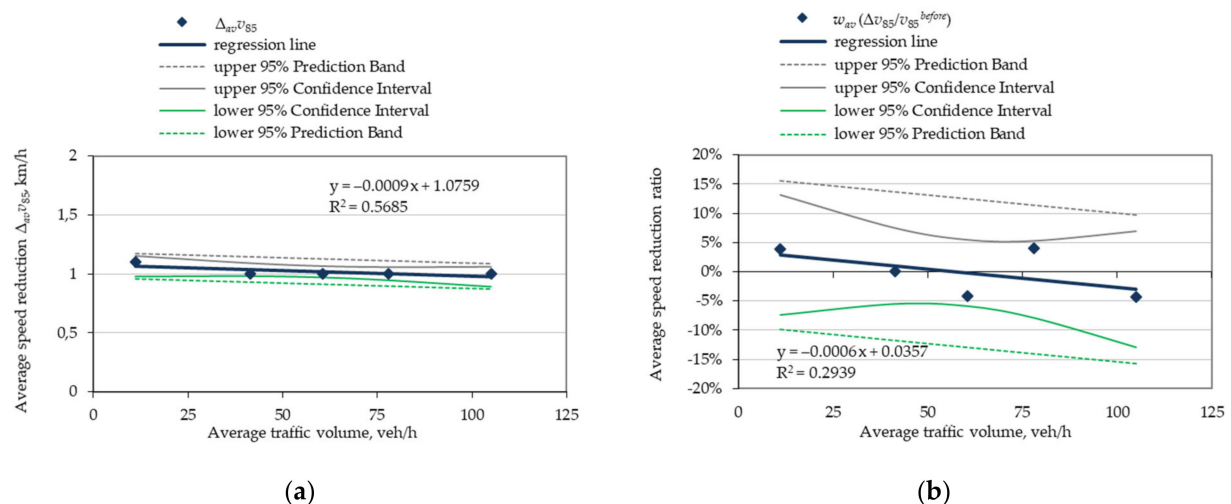 Δavv85
regression line
upper 95% Prediction Band
upper 95% Confidence Interval
lower 95% Confidence Interval
lower 95% Prediction Band
Average speed reduction Δavv85, km/h
2
1,5
1
0,5
0
y = –0.0009 x + 1.0759
R² = 0.5685
0 25 50 75 100 125
Average traffic volume, veh/h
(a)
wav (Δv85/v85before)
regression line
upper 95% Prediction Band
upper 95% Confidence Interval
lower 95% Confidence Interval
lower 95% Prediction Band
Average speed reduction ratio
20%
15%
10%
5%
0%
-5%
-10%
-15%
-20%
y = –0.0006 x + 0.0357
R² = 0.2939
0 25 50 75 100 125
Average traffic volume, veh/h
(b)